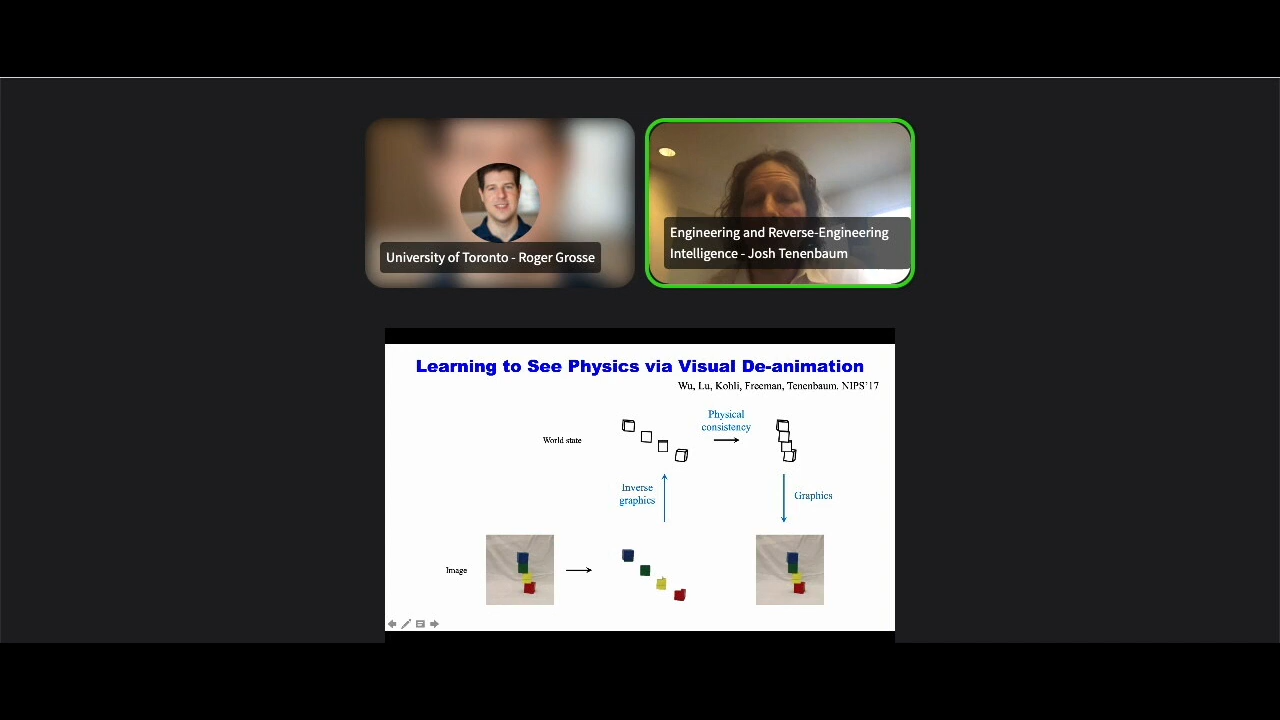 University of Toronto - Roger Grosse
Engineering and Reverse-Engineering
Intelligence - Josh Tenenbaum
Learning to See Physics via Visual De-animation
Wu, Lu, Kohli, Freeman, Tenenbaum. NIPS'17
Physical
consistency
World state
Inverse
graphics
Graphics
Image